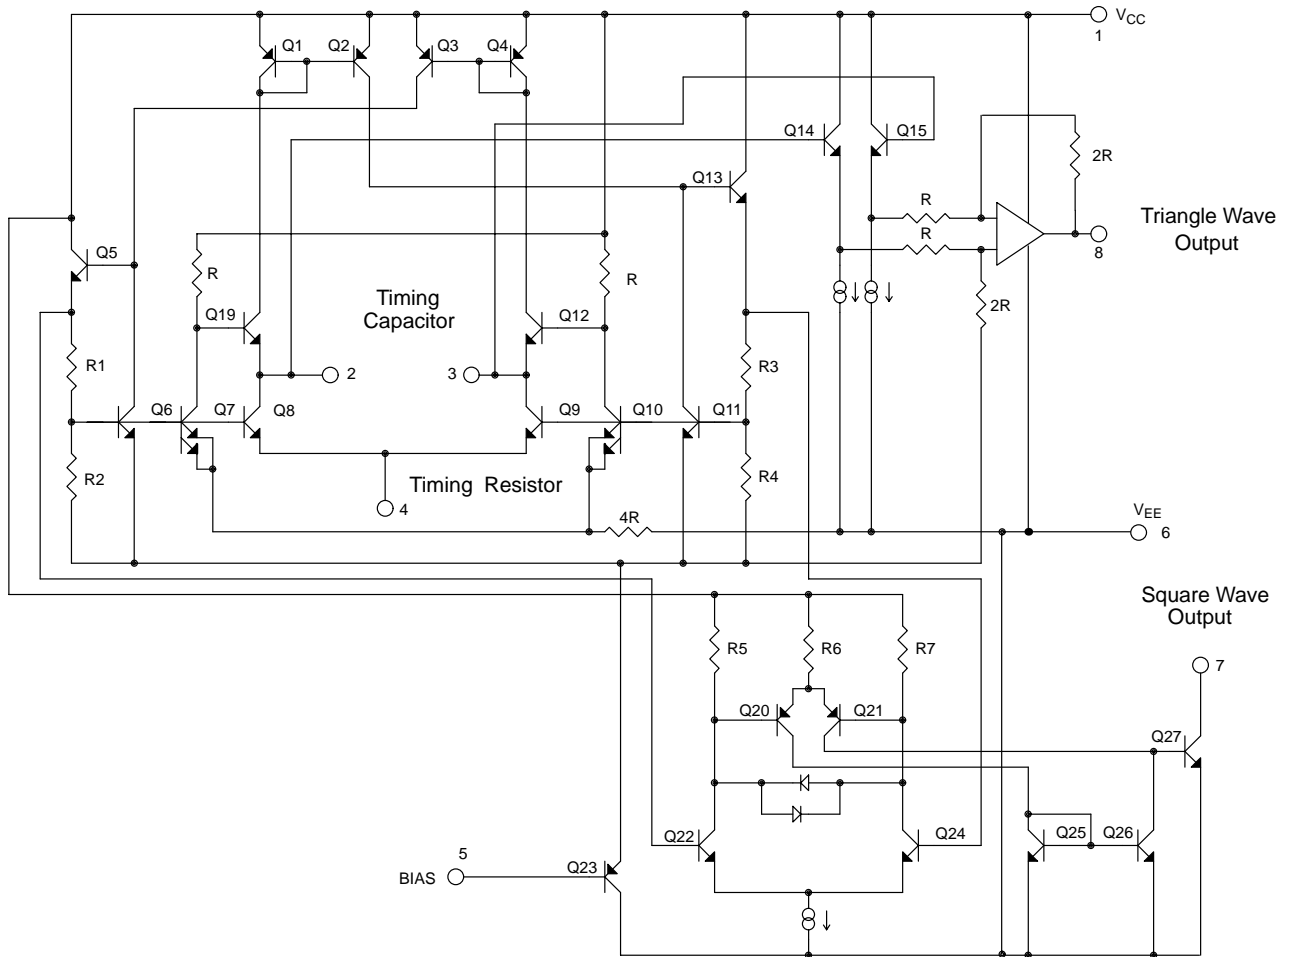 VCC
1
Q1
Q2
Q3
Q4
Q14
Q15
2R
Q13
R
R
Triangle Wave
Output
8
Q5
R
R
2R
Timing
Capacitor
Q19
Q12
R1
2
3
R3
Q6
Q7
Q8
Q9
Q10
Q11
R2
Timing Resistor
R4
4
4R
VEE
6
Square Wave
Output
R5
R6
R7
7
Q20
Q21
Q27
Q22
Q24
Q25
Q26
5
BIAS
Q23